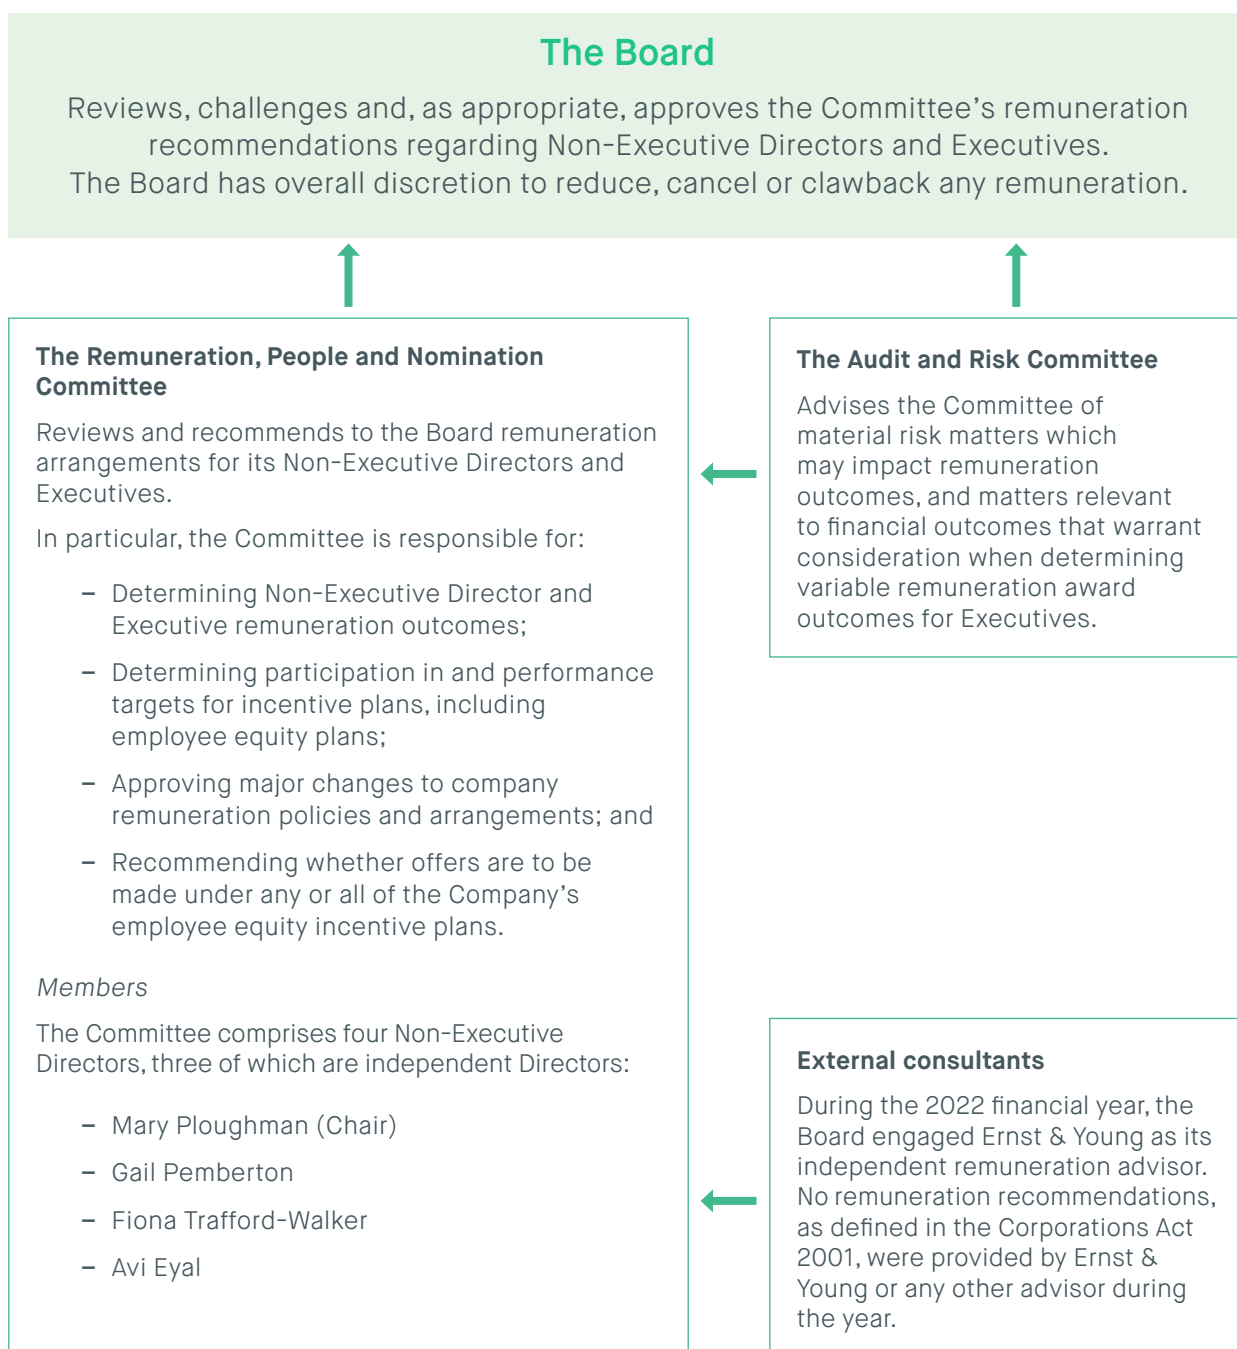 The Board
Reviews, challenges and, as appropriate, approves the Committee's remuneration
recommendations regarding Non-Executive Directors and Executives.
The Board has overall discretion to reduce, cancel or clawback any remuneration.
The Remuneration, People and Nomination
Committee
Reviews and recommends to the Board remuneration
arrangements for its Non-Executive Directors and
Executives.
In particular, the Committee is responsible for:
– Determining Non-Executive Director and
Executive remuneration outcomes;
– Determining participation in and performance
targets for incentive plans, including
employee equity plans;
– Approving major changes to company
remuneration policies and arrangements; and
– Recommending whether offers are to be
made under any or all of the Company's
employee equity incentive plans.
Members
The Committee comprises four Non-Executive
Directors, three of which are independent Directors:
– Mary Ploughman (Chair)
– Gail Pemberton
– Fiona Trafford-Walker
– Avi Eyal
The Audit and Risk Committee
Advises the Committee of
material risk matters which
may impact remuneration
outcomes, and matters relevant
to financial outcomes that warrant
consideration when determining
variable remuneration award
outcomes for Executives.
External consultants
During the 2022 financial year, the
Board engaged Ernst & Young as its
independent remuneration advisor.
No remuneration recommendations,
as defined in the Corporations Act
2001, were provided by Ernst &
Young or any other advisor during
the year.